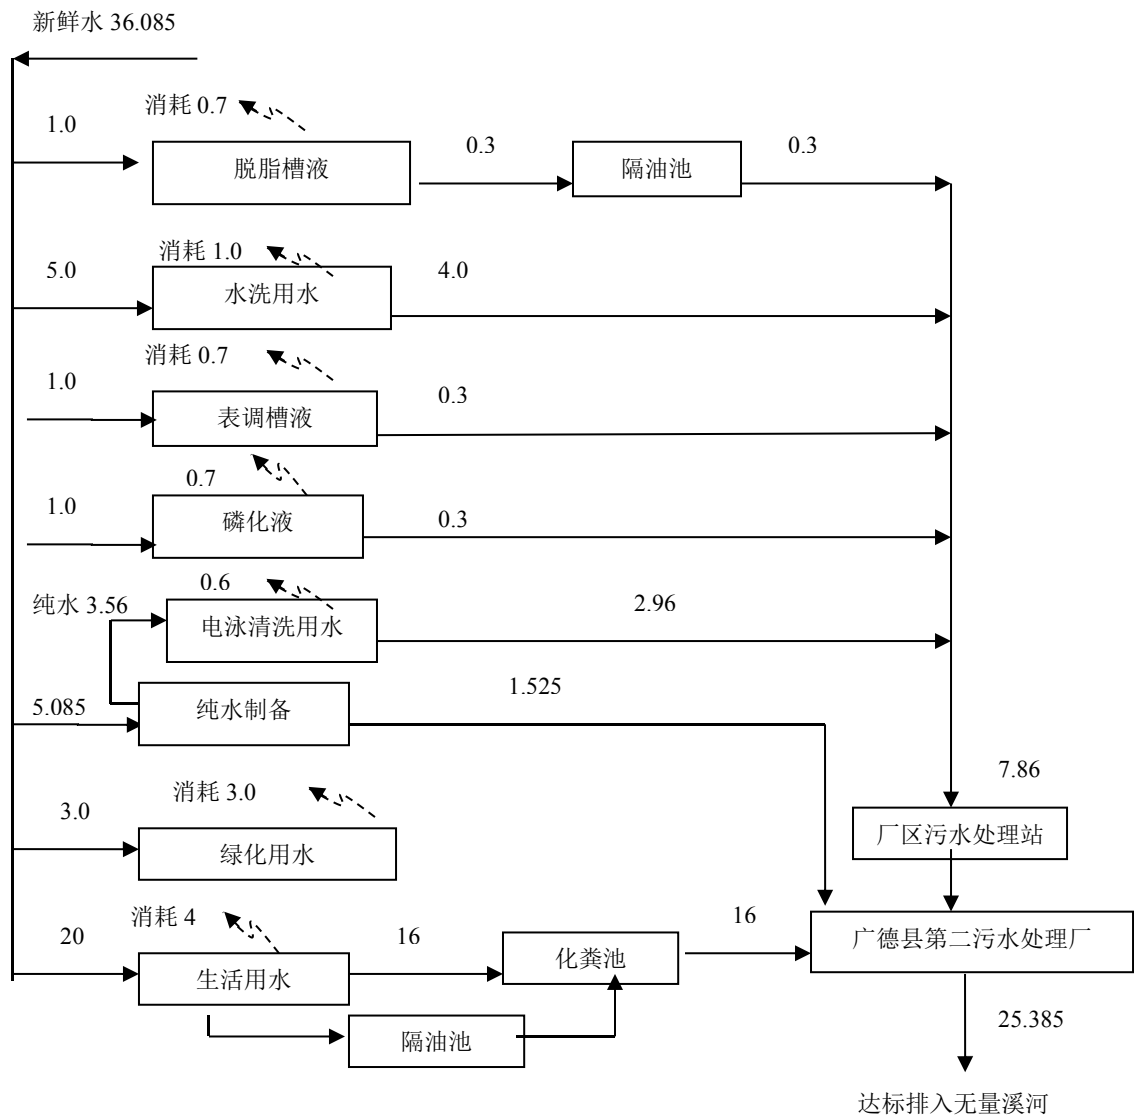 新鲜水 36.085
消耗 0.7
1.0
脱脂槽液
0.3
隔油池
0.3
消耗 1.0
5.0
水洗用水
4.0
消耗 0.7
1.0
表调槽液
0.3
0.7
1.0
磷化液
0.3
0.6
纯水 3.56
电泳清洗用水
2.96
5.085
纯水制备
1.525
7.86
消耗 3.0
3.0
绿化用水
厂区污水处理站
消耗 4
20
生活用水
16
化粪池
16
广德县第二污水处理厂
隔油池
25.385
达标排入无量溪河